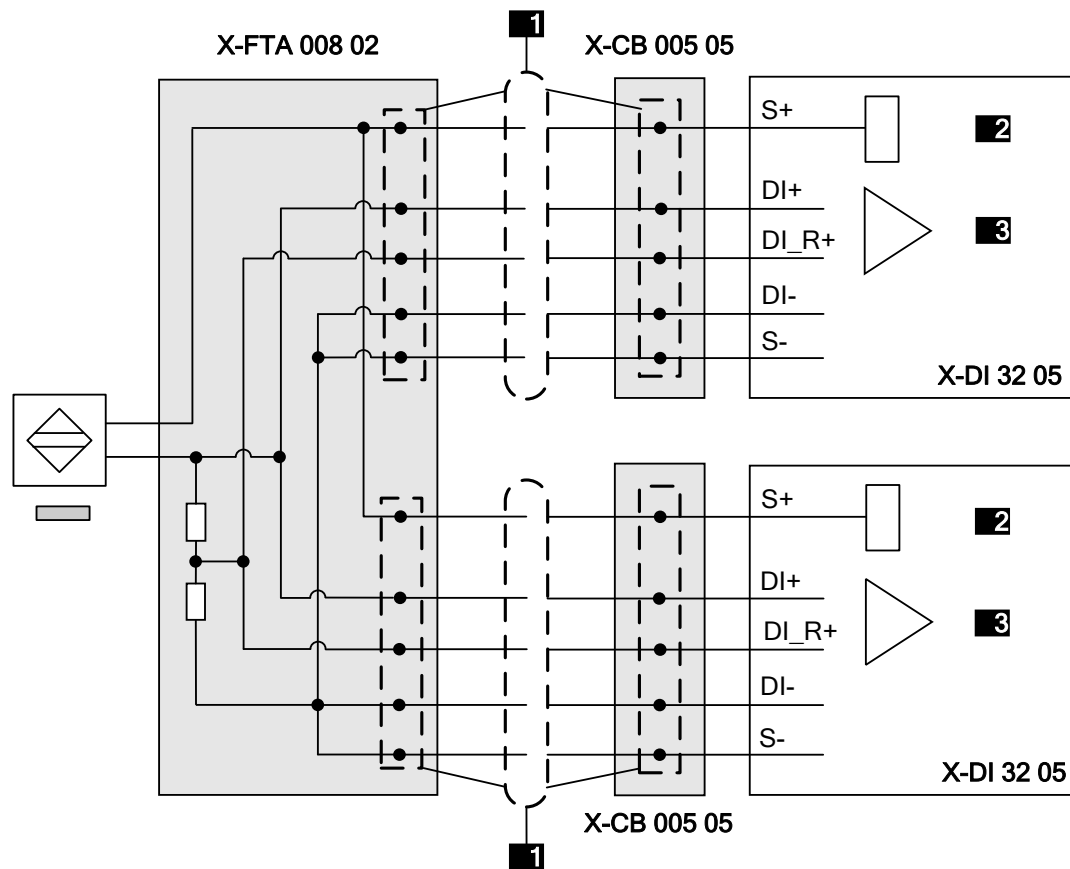 1
X-FTA 008 02
X-CB 005 05
S+
2
DI+
DI_R+
3
DI-
S-
X-DI 32 05
S+
2
DI+
DI_R+
3
DI-
S-
X-DI 32 05
X-CB 005 05
1